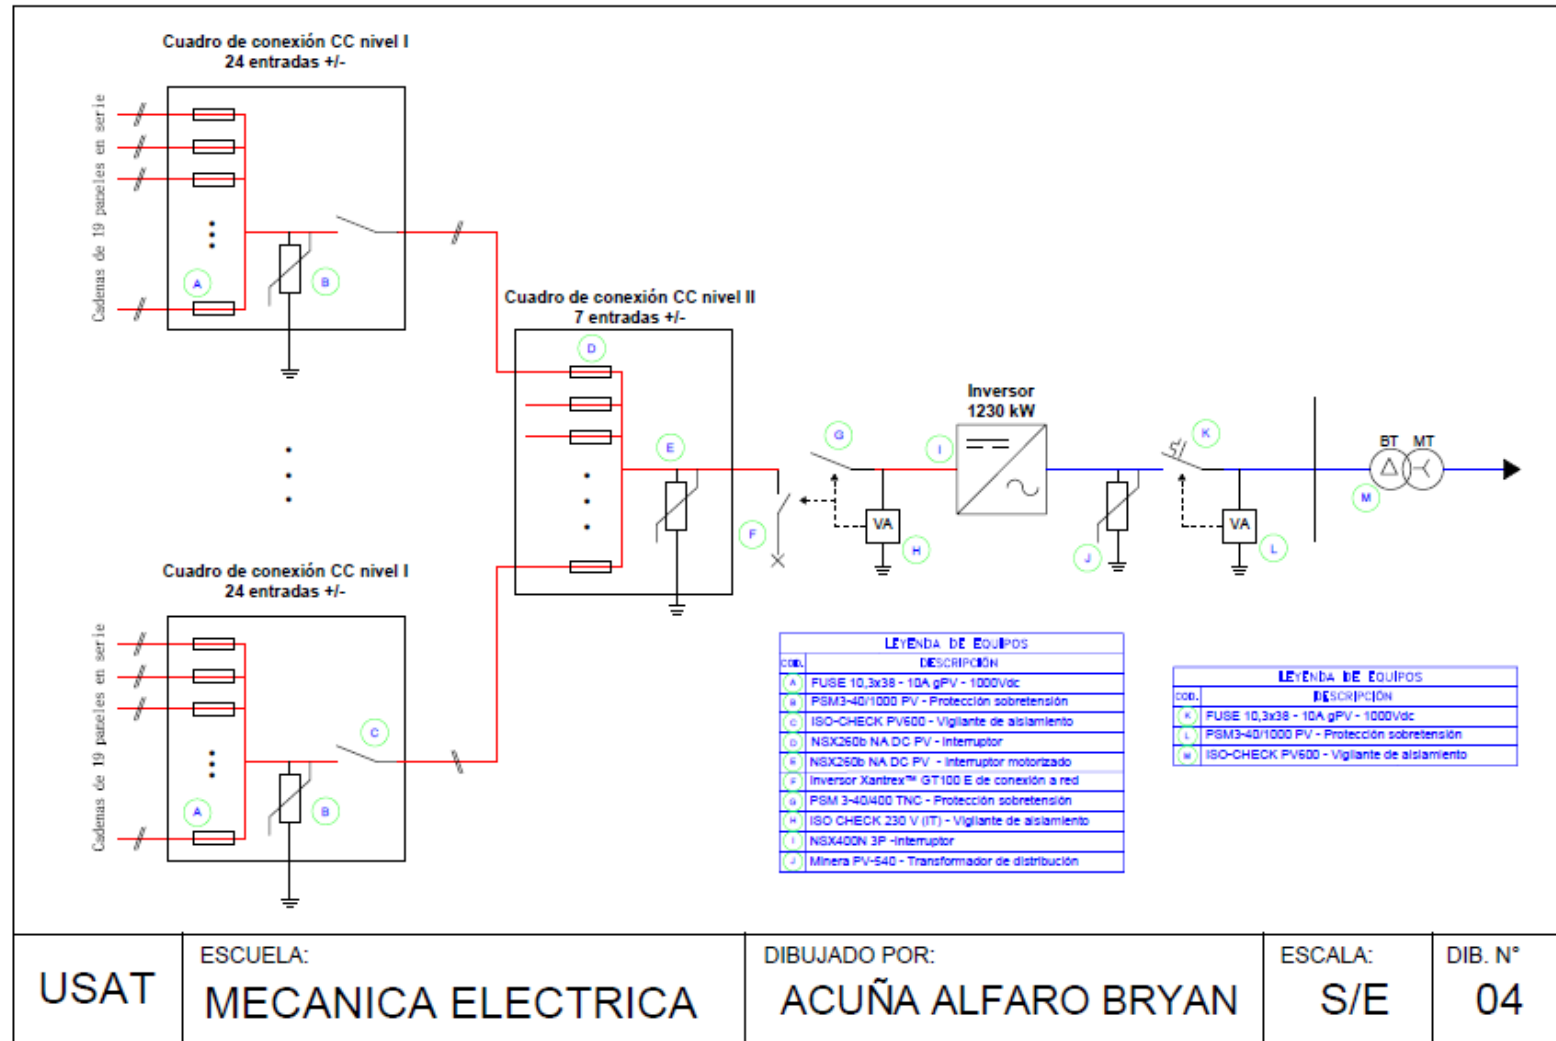 Cuadro de conexión CC nivel I
24 entradas +/-
Cadenas de 19 paneles en serie
A
B
Cuadro de conexión CC nivel II
7 entradas +/-
D
E
F
G
VA
H
I
Inversor
1230 kW
J
K
VA
L
BT MT
M
Cuadro de conexión CC nivel I
24 entradas +/-
Cadenas de 19 paneles en serie
C
A
B
LEYENDA DE EQUIPOS
COD. DESCRIPCIÓN
A FUSE 10,3x38 - 10A gPV - 1000Vdc
B PSM3-40/1000 PV - Protección sobretensión
C ISO-CHECK PV600 - Vigilante de aislamiento
D NSX260b NA DC PV - Interruptor
E NSX260b NA DC PV - Interruptor motorizado
F Inversor Xantrex™ GT100 E de conexión a red
G PSM 3-40/400 TNC - Protección sobretensión
H ISO CHECK 230 V (IT) - Vigilante de aislamiento
I NSX400N 3P -Interruptor
J Minera PV-540 - Transformador de distribución
LEYENDA DE EQUIPOS
COD. DESCRIPCIÓN
K FUSE 10,3x38 - 10A gPV - 1000Vdc
L PSM3-40/1000 PV - Protección sobretensión
M ISO-CHECK PV600 - Vigilante de aislamiento
USAT
ESCUELA:
MECANICA ELECTRICA
DIBUJADO POR:
ACUÑA ALFARO BRYAN
ESCALA:
S/E
DIB. N°
04